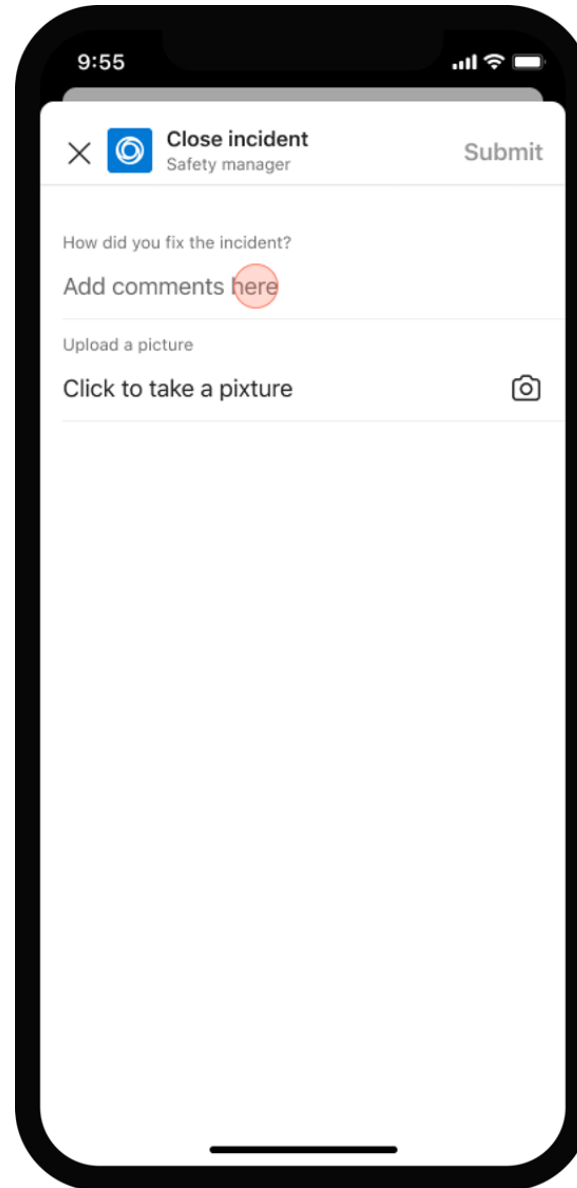 9:55
Close incident
Safety manager
Submit
How did you fix the incident?
Add comments here
Upload a picture
Click to take a pixture